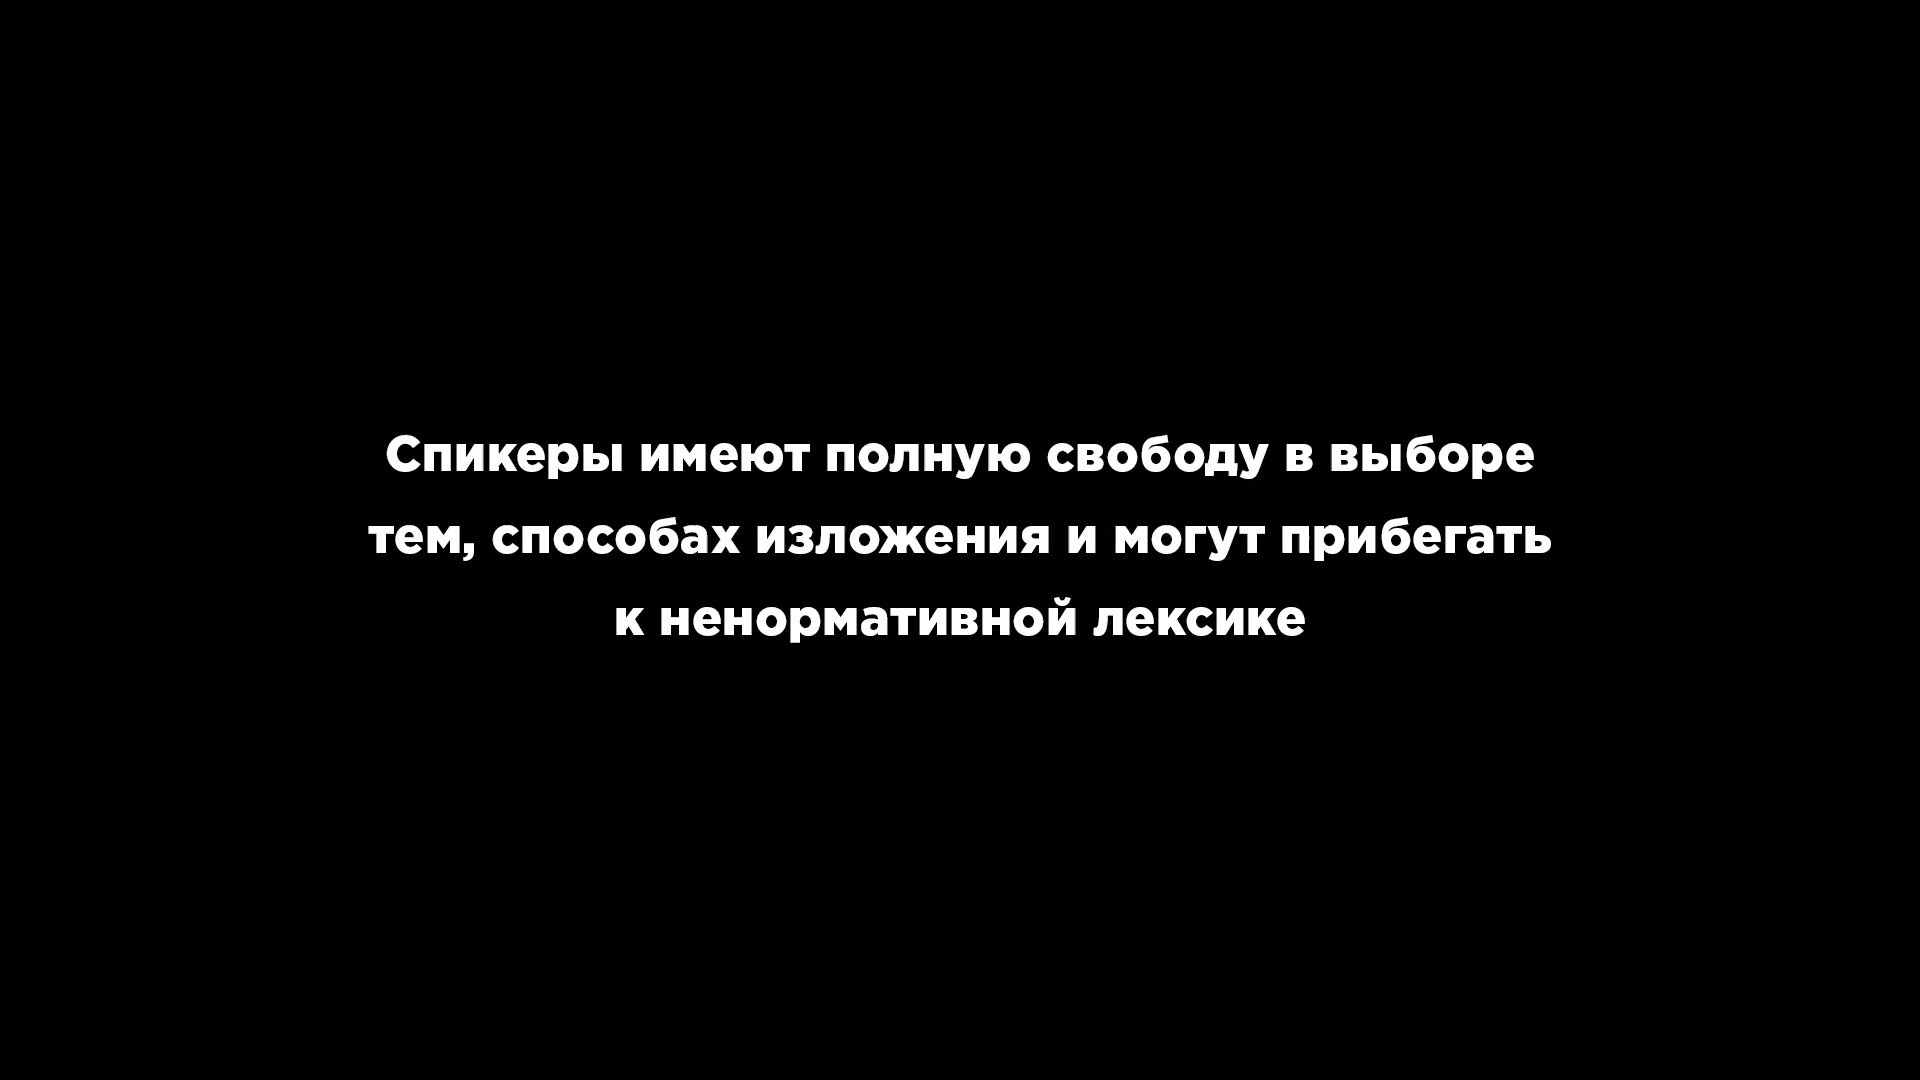 Спикеры имеют полную свободу в выборе
тем, способах изложения и могут прибегать
к ненормативной лексике